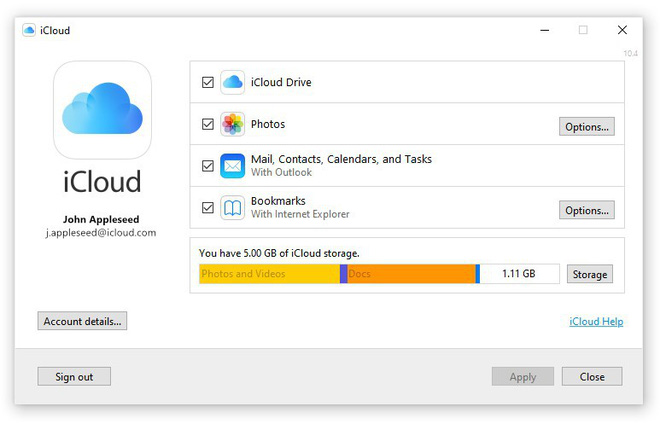 iCloud
10.4
iCloud Drive
Photos
Options...
Mail, Contacts, Calendars, and Tasks
With Outlook
Bookmarks
With Internet Explorer
Options...
iCloud
John Appleseed
j.appleseed@icloud.com
You have 5.00 GB of iCloud storage.
Photos and Videos Docs 1.11 GB Storage
Account details... iCloud Help
Sign out Apply Close